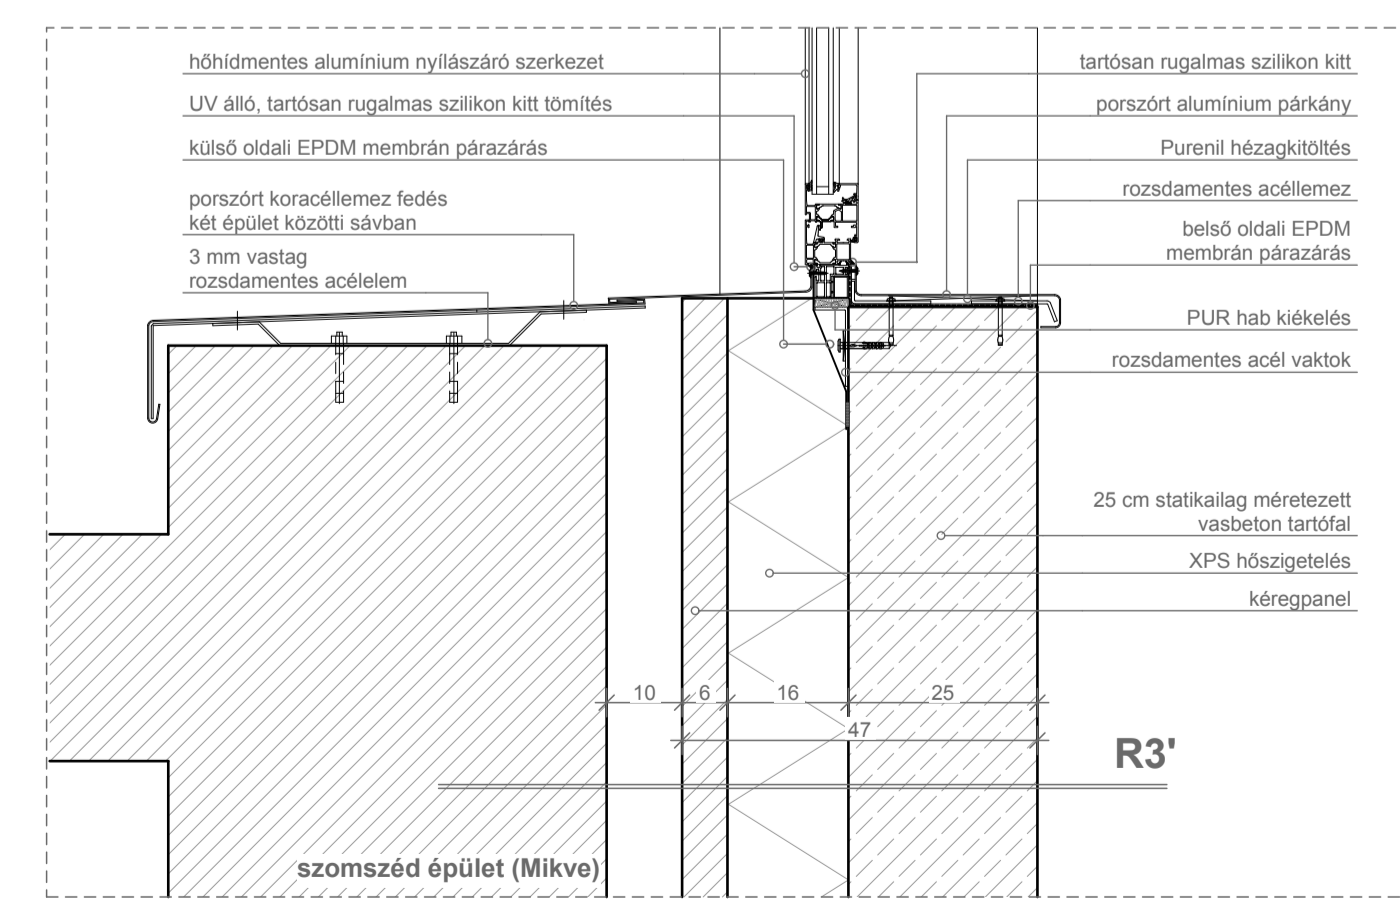 hőhídmentes alumínium nyílászáró szerkezet
UV álló, tartósan rugalmas szilikon kitt tömítés
külső oldali EPDM membrán párazárás
porszórt koracéllemez fedés
két épület közötti sávban
3 mm vastag
rozsdamentes acélelem
tartósan rugalmas szilikon kitt
porszórt alumínium párkány
Purenil hézagkitöltés
rozsdamentes acéllemez
belső oldali EPDM
membrán párazárás
PUR hab kiékelés
rozsdamentes acél vaktok
25 cm statikailag méretezett
vasbeton tartófal
XPS hőszigetelés
kéregpanel
10 6 16 25
47
R3'
szomszéd épület (Mikve)